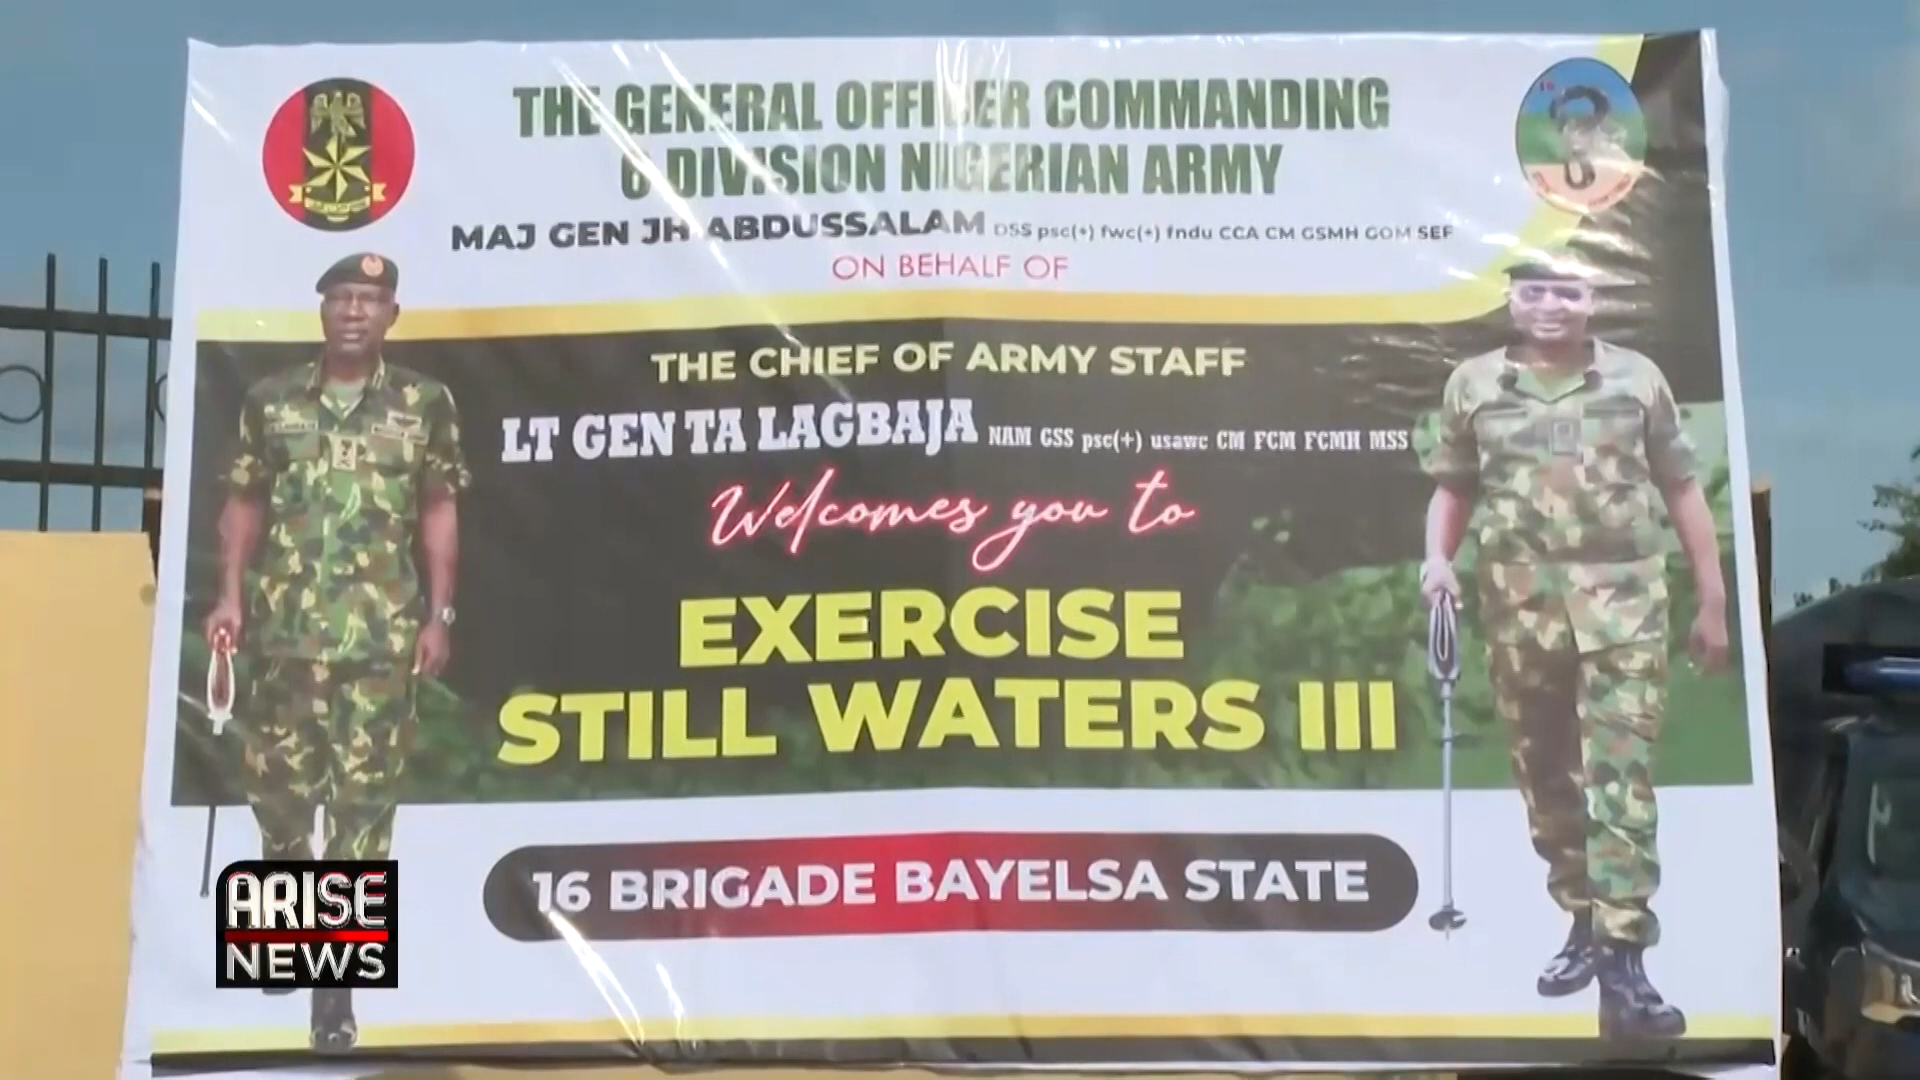 THE GENERAL OFFICER COMMANDING
6 DIVISION NIGERIAN ARMY
MAJ GEN JH ABDUSSALAM DSS psc(+) fwc(+) fndu CCA CM GSMH GOM SEF
ON BEHALF OF
THE CHIEF OF ARMY STAFF
LT GEN TA LAGBAJA NAM CSS psc(+) usawc CM FCM FCMH MSS
Welcomes you to
EXERCISE
STILL WATERS III
16 BRIGADE BAYELSA STATE
ARISE
NEWS